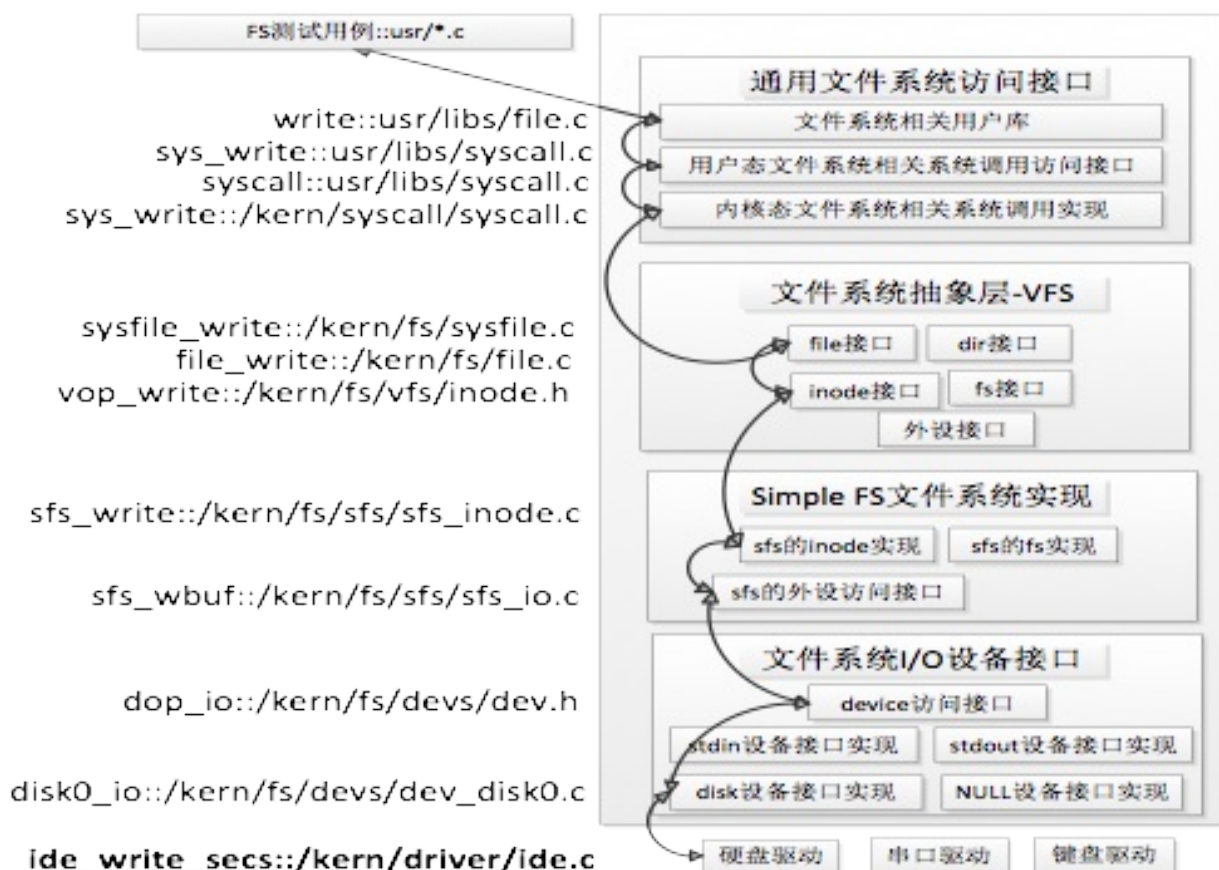 FS测试用例::usr/*.c
通用文件系统访问接口
write::usr/libs/file.c
文件系统相关用户库
sys_write::usr/libs/syscall.c
用户态文件系统相关系统调用访问接口
syscall::usr/libs/syscall.c
sys_write::/kern/syscall/syscall.c
内核态文件系统相关系统调用实现
文件系统抽象层-VFS
sysfile_write::/kern/fs/sysfile.c
file接口
dir接口
file_write::/kern/fs/file.c
vop_write::/kern/fs/vfs/inode.h
inode接口
fs接口
外设接口
Simple FS文件系统实现
sfs_write::/kern/fs/sfs/sfs_inode.c
sfs的inode实现
sfs的fs实现
sfs_wbuf::/kern/fs/sfs/sfs_io.c
sfs的外设访问接口
文件系统I/O设备接口
dop_io::/kern/fs/devs/dev.h
device访问接口
stdin设备接口实现
stdout设备接口实现
disk0_io::/kern/fs/devs/dev_disk0.c
disk设备接口实现
NULL设备接口实现
ide_write_secs::/kern/driver/ide.c
硬盘驱动
串口驱动
键盘驱动